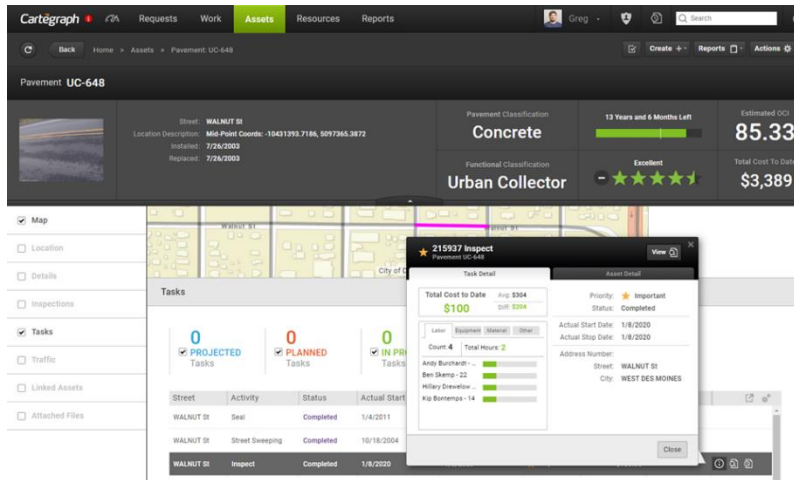 Cartëgraph Requests Work Assets Resources Reports Greg Search
Back Home > Assets > Pavement: UC-648 Create + Reports Actions
Pavement UC-648
Street: WALNUT St
Location Description: Mid-Point Coords: -10431393.7186, 5097365.3872
Installed: 7/26/2003
Replaced: 7/26/2003
Pavement Classification
Concrete
Functional Classification
Urban Collector
13 Years and 6 Months Left
Excellent
Estimated OCI
85.33
Total Cost To Date
$3,389
Map
Location
Details
Inspections
Tasks
Traffic
Linked Assets
Attached Files
Walnut St
Walnut St
City of D
Tasks
0
PROJECTED
Tasks
0
PLANNED
Tasks
0
IN PR
Tasks
Street Activity Status Actual Start
WALNUT St Seal Completed 1/4/2011
WALNUT St Street Sweeping Completed 10/18/2004
WALNUT St Inspect Completed 1/8/2020
215937 Inspect
Pavement UC-648
View
Task Detail Asset Detail
Total Cost to Date Avg: $304
$100 Diff: $204
Labor Equipment Material Other
Count: 4 Total Hours: 2
Andy Burchardt - ...
Ben Skemp - 22
Hillary Drewelow ...
Kip Bontemps - 14
Priority: Important
Status: Completed
Actual Start Date: 1/8/2020
Actual Stop Date: 1/8/2020
Address Number:
Street: WALNUT St
City: WEST DES MOINES
Close